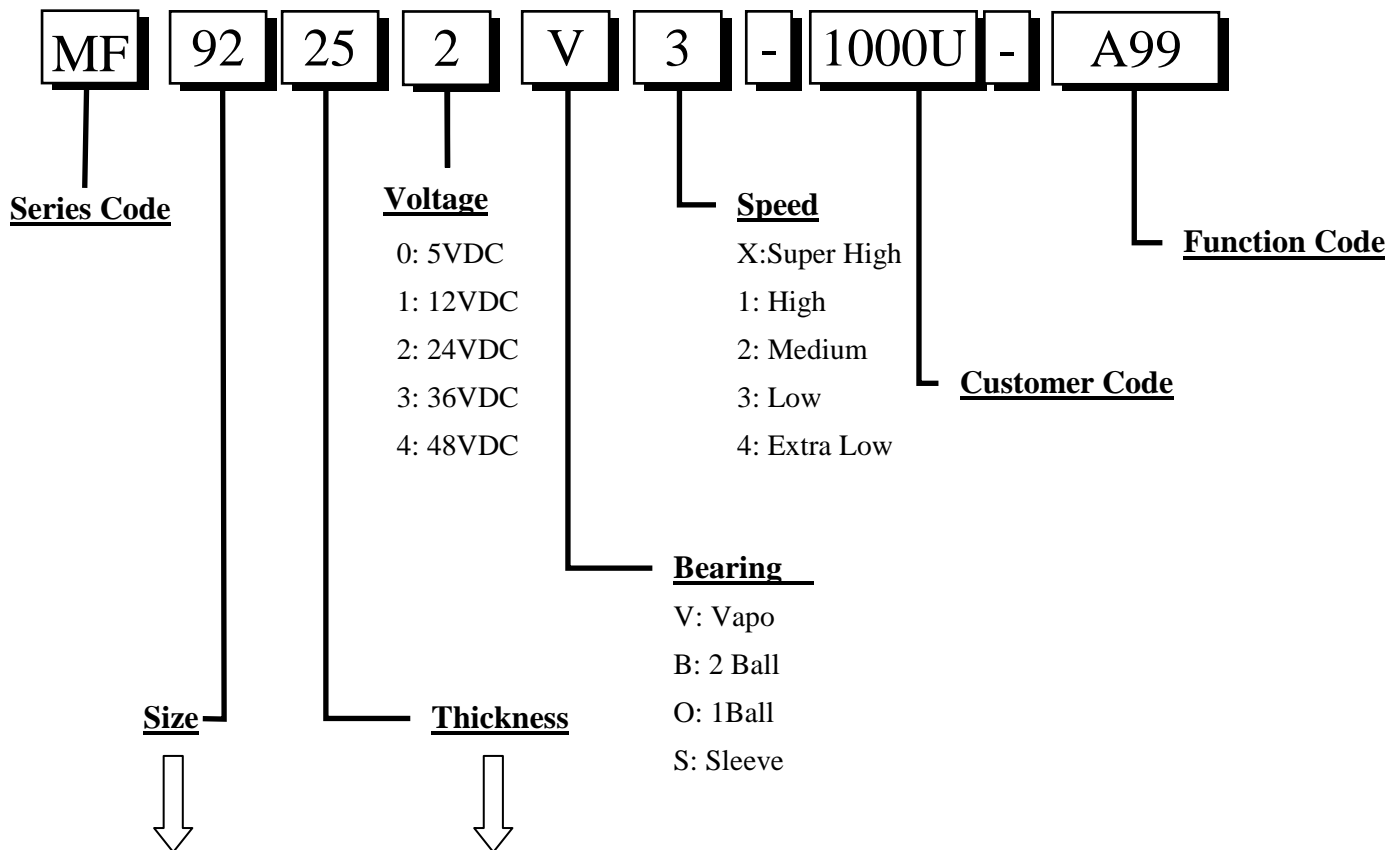 MF 92 25 2 V 3 - 1000U - A99
Series Code
Voltage
0: 5VDC
1: 12VDC
2: 24VDC
3: 36VDC
4: 48VDC
Speed
X:Super High
1: High
2: Medium
3: Low
4: Extra Low
Function Code
Customer Code
Bearing
V: Vapo
B: 2 Ball
O: 1Ball
S: Sleeve
Size
Thickness